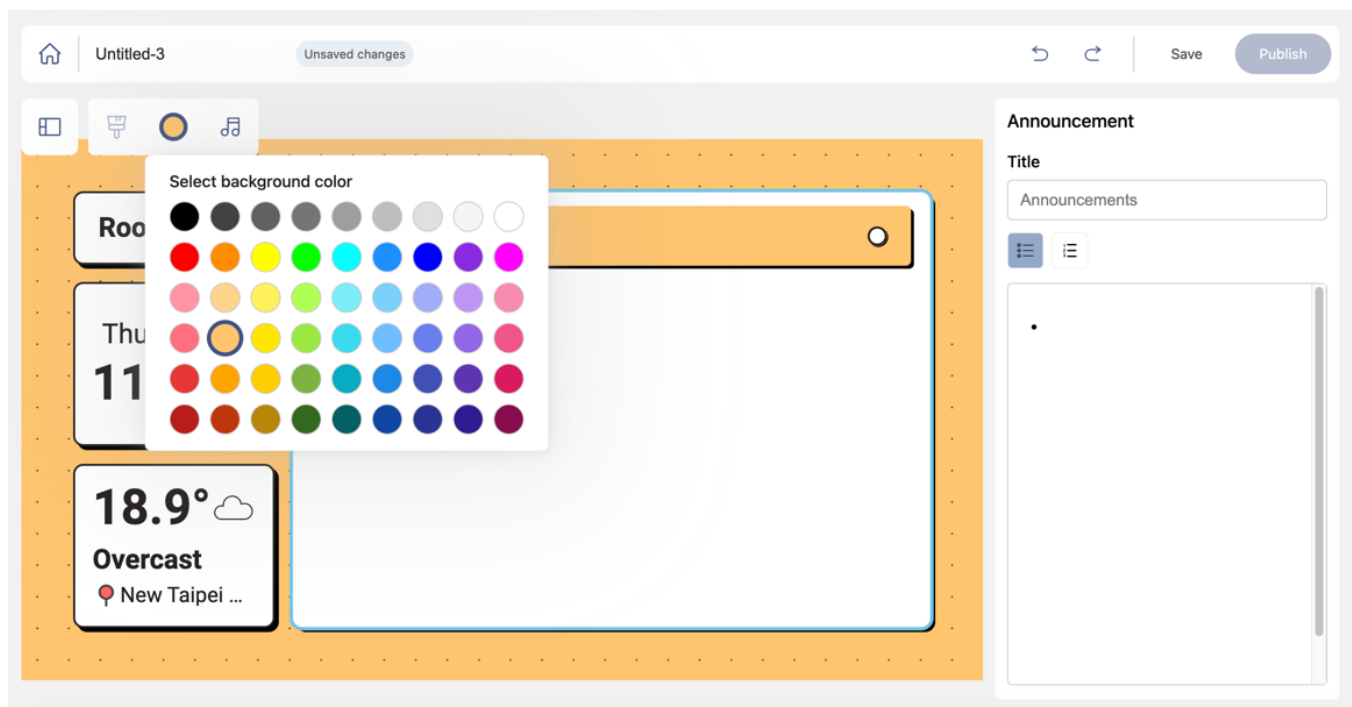 Untitled-3
Unsaved changes
Save
Publish
Select background color
Roo
Thu
11
18.9°
Overcast
New Taipei ...
Announcement
Title
Announcements